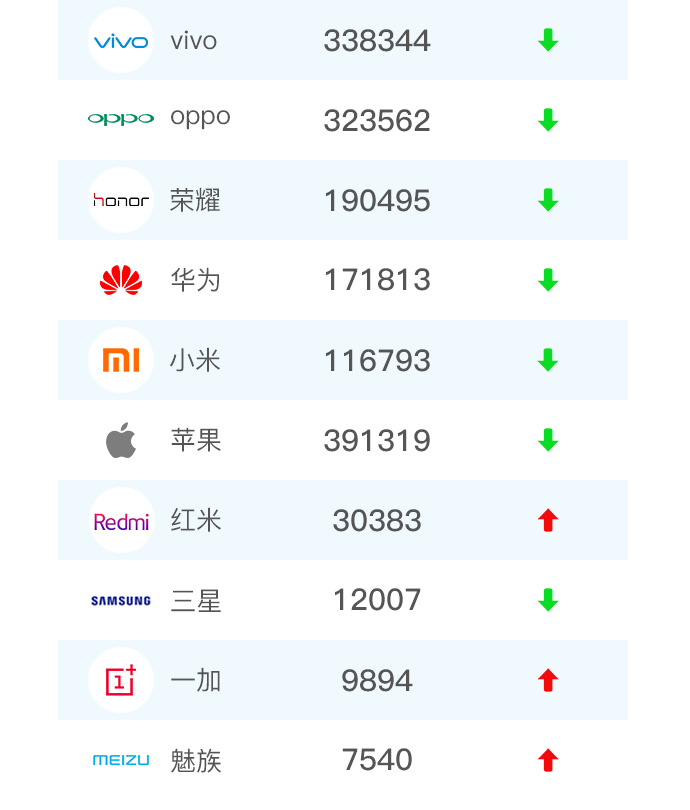 vivo vivo 338344
oppo oppo 323562
honor 荣耀 190495
华为 171813
mi 小米 116793
苹果 391319
Redmi 红米 30383
SAMSUNG 三星 12007
1+ 一加 9894
MEIZU 魅族 7540